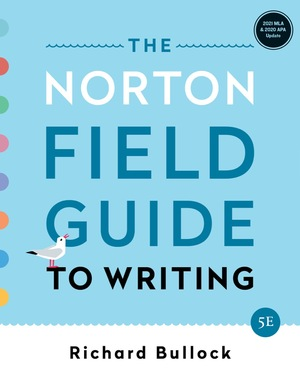 2021 MLA
& 2020 APA
Update
THE
NORTON
FIELD
GUIDE
TO WRITING
5E
Richard Bullock